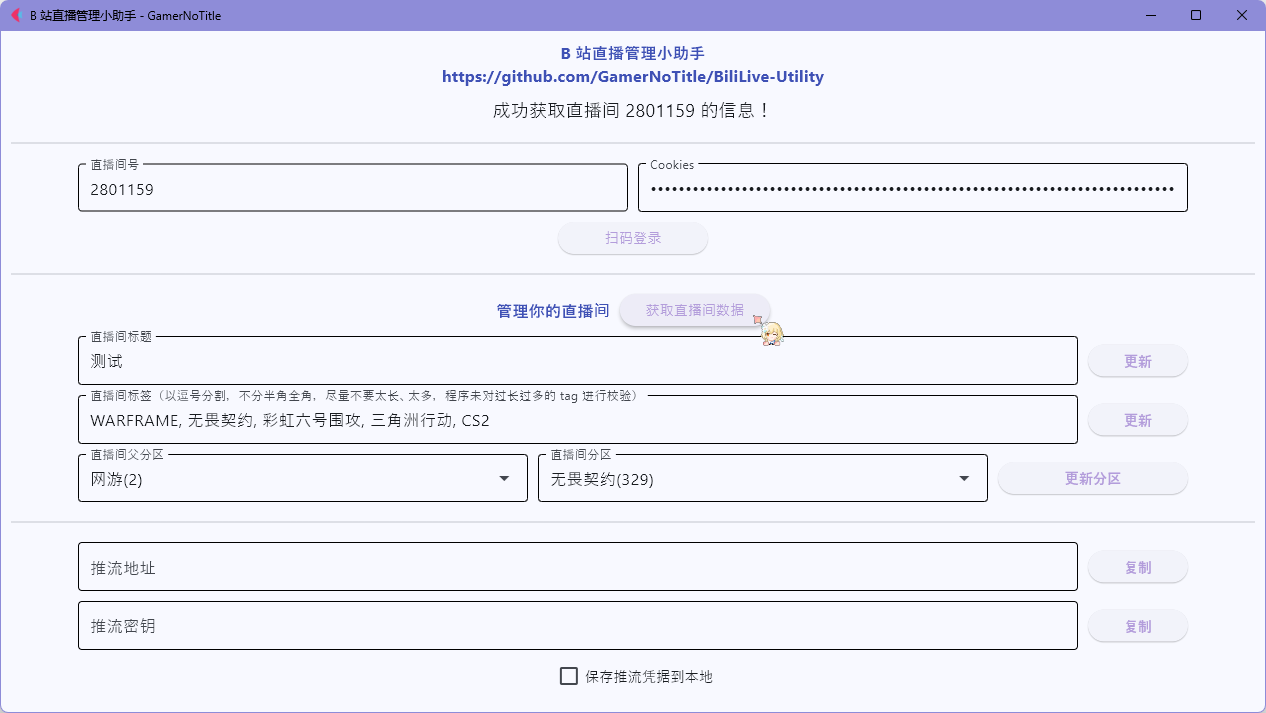 B 站直播管理小助手 - GamerNoTitle
B 站直播管理小助手
https://github.com/GamerNoTitle/BiliLive-Utility
成功获取直播间 2801159 的信息！
直播间号
2801159
Cookies
扫码登录
管理你的直播间
获取直播间数据
直播间标题
测试
更新
直播间标签（以逗号分割，不分半角全角，尽量不要太长、太多，程序未对过长过多的 tag 进行校验）
WARFRAME, 无畏契约, 彩虹六号围攻, 三角洲行动, CS2
更新
直播间父分区
网游(2)
直播间分区
无畏契约(329)
更新分区
推流地址
复制
推流密钥
复制
保存推流凭据到本地